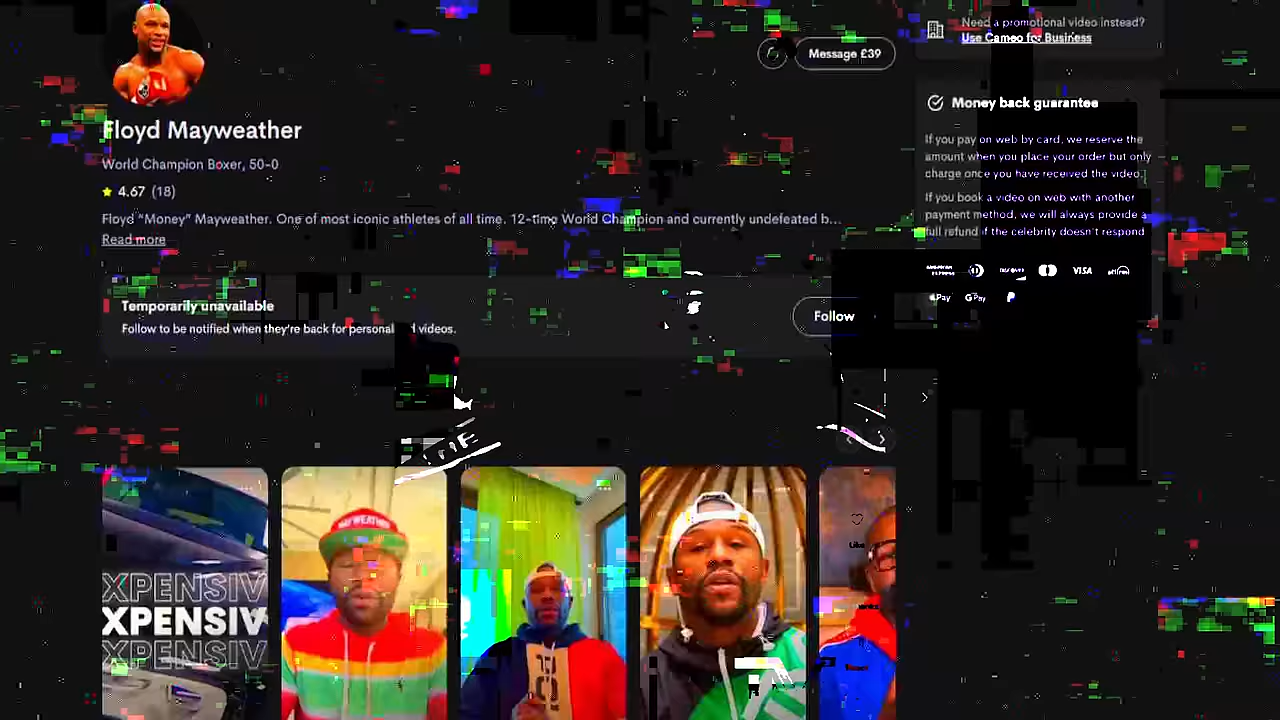 Need a promotional video instead?
Use Cameo for Business
Message £39
Money back guarantee
Floyd Mayweather
World Champion Boxer, 50-0
4.67 (18)
Floyd “Money” Mayweather. One of most iconic athletes of all time. 12-time World Champion and currently undefeated b...
Read more
If you pay on web by card, we reserve the
amount when you place your order but only
charge once you have received the video.
If you book a video on web with another
payment method, we will always provide a
full refund if the celebrity doesn't respond
DISCOVER
VISA
affirm
Pay
G Pay
Temporarily unavailable
Follow to be notified when they're back for personal d videos.
Follow
XPENSIV
XPENSIV
XPENSIV
MAYWEATHER
Like